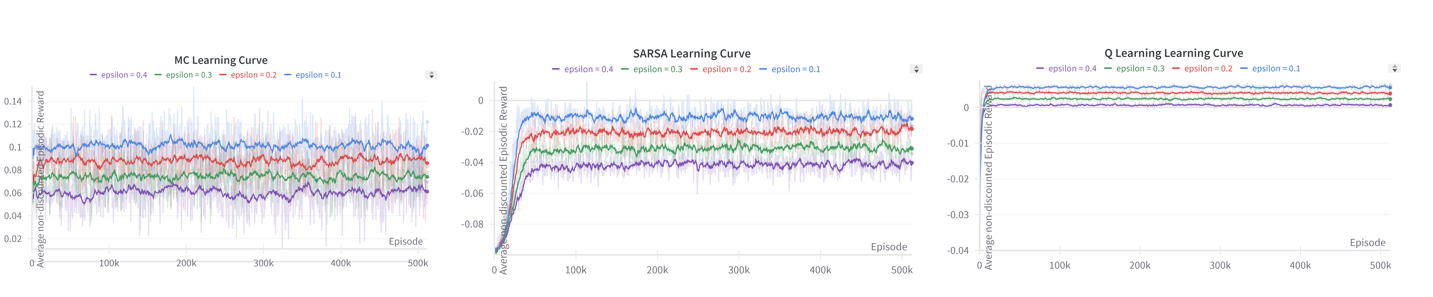 MC Learning Curve
epsilon = 0.4 epsilon = 0.3 epsilon = 0.2 epsilon = 0.1
Average non-discounted Episodic Reward
0.14
0.12
0.1
0.08
0.06
0.04
0.02
Episode
0 100k 200k 300k 400k 500k
SARSA Learning Curve
epsilon = 0.4 epsilon = 0.3 epsilon = 0.2 epsilon = 0.1
Average non-discounted Episodic Reward
0
-0.02
-0.04
-0.06
-0.08
Episode
0 100k 200k 300k 400k 500k
Q Learning Learning Curve
epsilon = 0.4 epsilon = 0.3 epsilon = 0.2 epsilon = 0.1
Average non-discounted Episodic Reward
0
-0.01
-0.02
-0.03
-0.04
Episode
0 100k 200k 300k 400k 500k